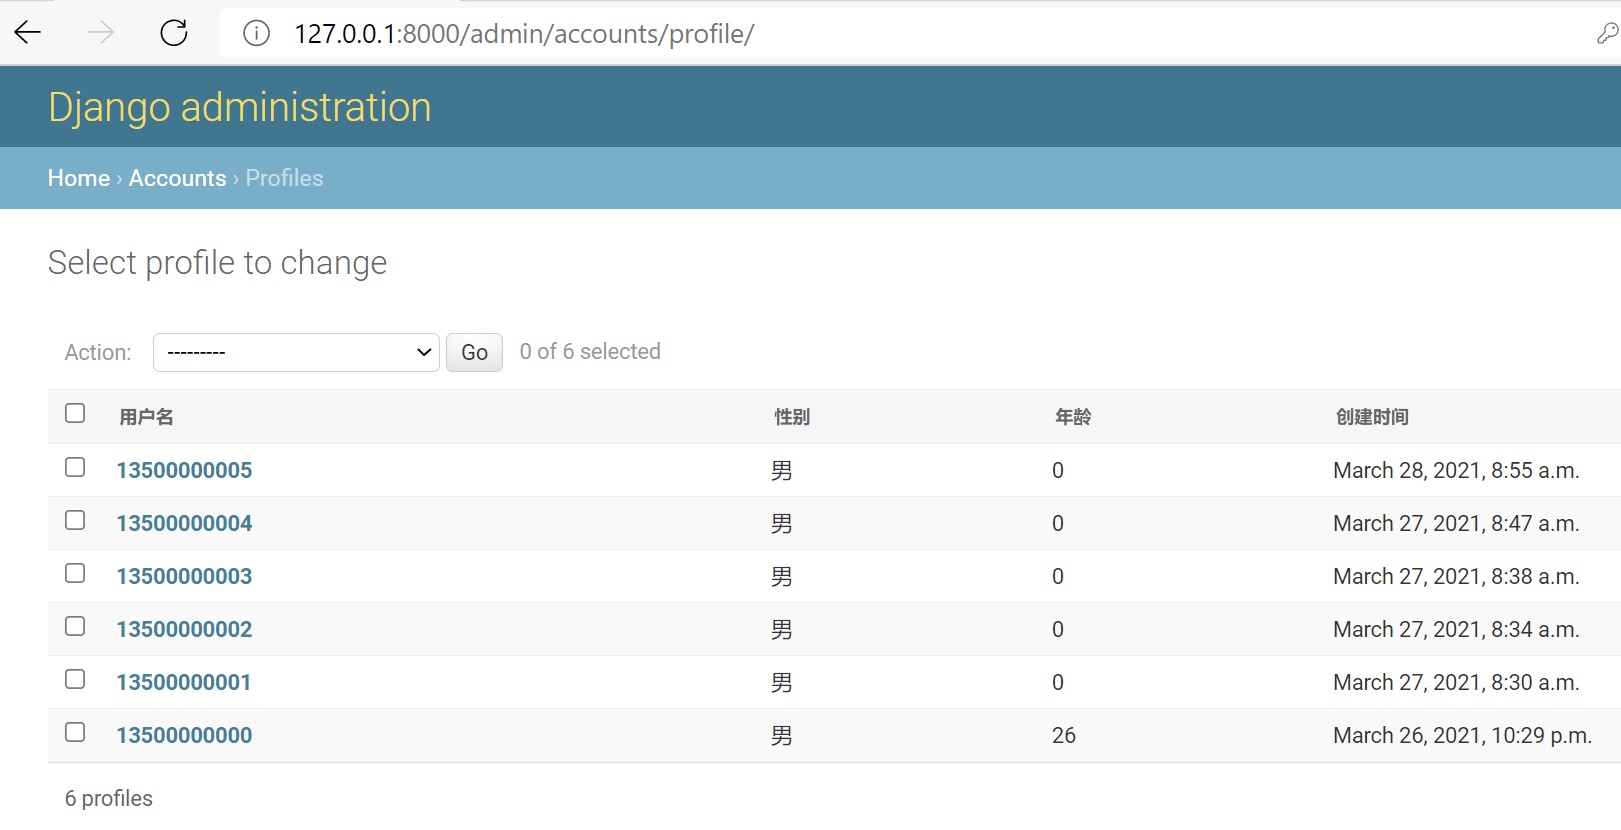 127.0.0.1:8000/admin/accounts/profile/
Django administration
Home › Accounts › Profiles
Select profile to change
Action: --------- Go 0 of 6 selected
用户名 性别 年龄 创建时间
13500000005 男 0 March 28, 2021, 8:55 a.m.
13500000004 男 0 March 27, 2021, 8:47 a.m.
13500000003 男 0 March 27, 2021, 8:38 a.m.
13500000002 男 0 March 27, 2021, 8:34 a.m.
13500000001 男 0 March 27, 2021, 8:30 a.m.
13500000000 男 26 March 26, 2021, 10:29 p.m.
6 profiles